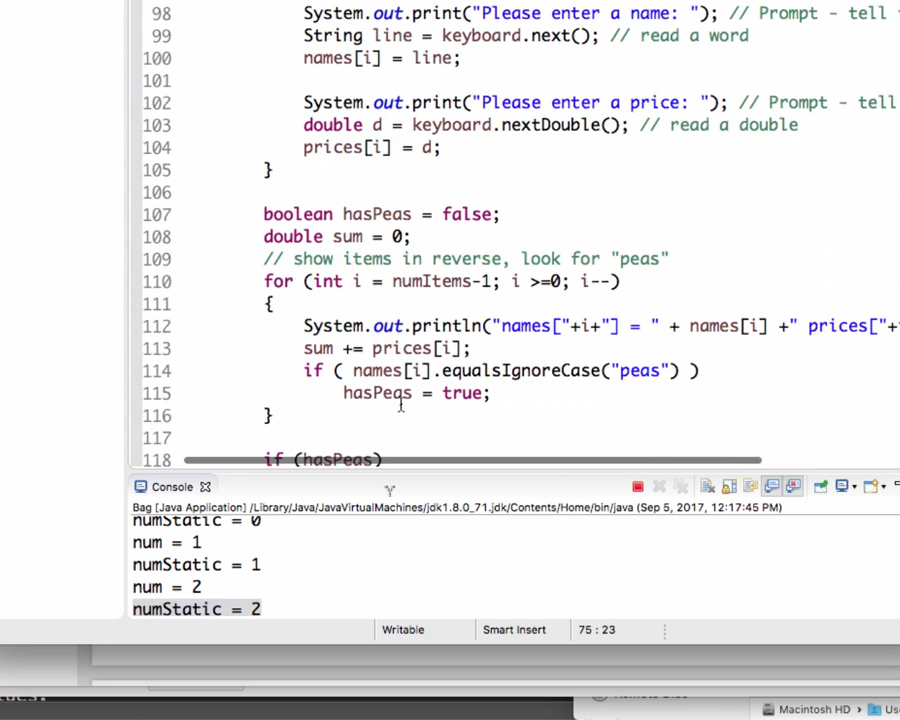 98 System.out.print("Please enter a name: "); // Prompt - tell
99 String line = keyboard.next(); // read a word
100 names[i] = line;
101
102 System.out.print("Please enter a price: "); // Prompt - tell
103 double d = keyboard.nextDouble(); // read a double
104 prices[i] = d;
105 }
106
107 boolean hasPeas = false;
108 double sum = 0;
109 // show items in reverse, look for "peas"
110 for (int i = numItems-1; i >=0; i--)
111 {
112 System.out.println("names["+i+"] = " + names[i] +" prices["+
113 sum += prices[i];
114 if ( names[i].equalsIgnoreCase("peas") )
115 hasPeas = true;
116 }
117
118 if (hasPeas)
Console
Bag [Java Application] /Library/Java/JavaVirtualMachines/jdk1.8.0_71.jdk/Contents/Home/bin/java (Sep 5, 2017, 12:17:45 PM)
numStatic = 0
num = 1
numStatic = 1
num = 2
numStatic = 2
Writable Smart Insert 75 : 23
Macintosh HD